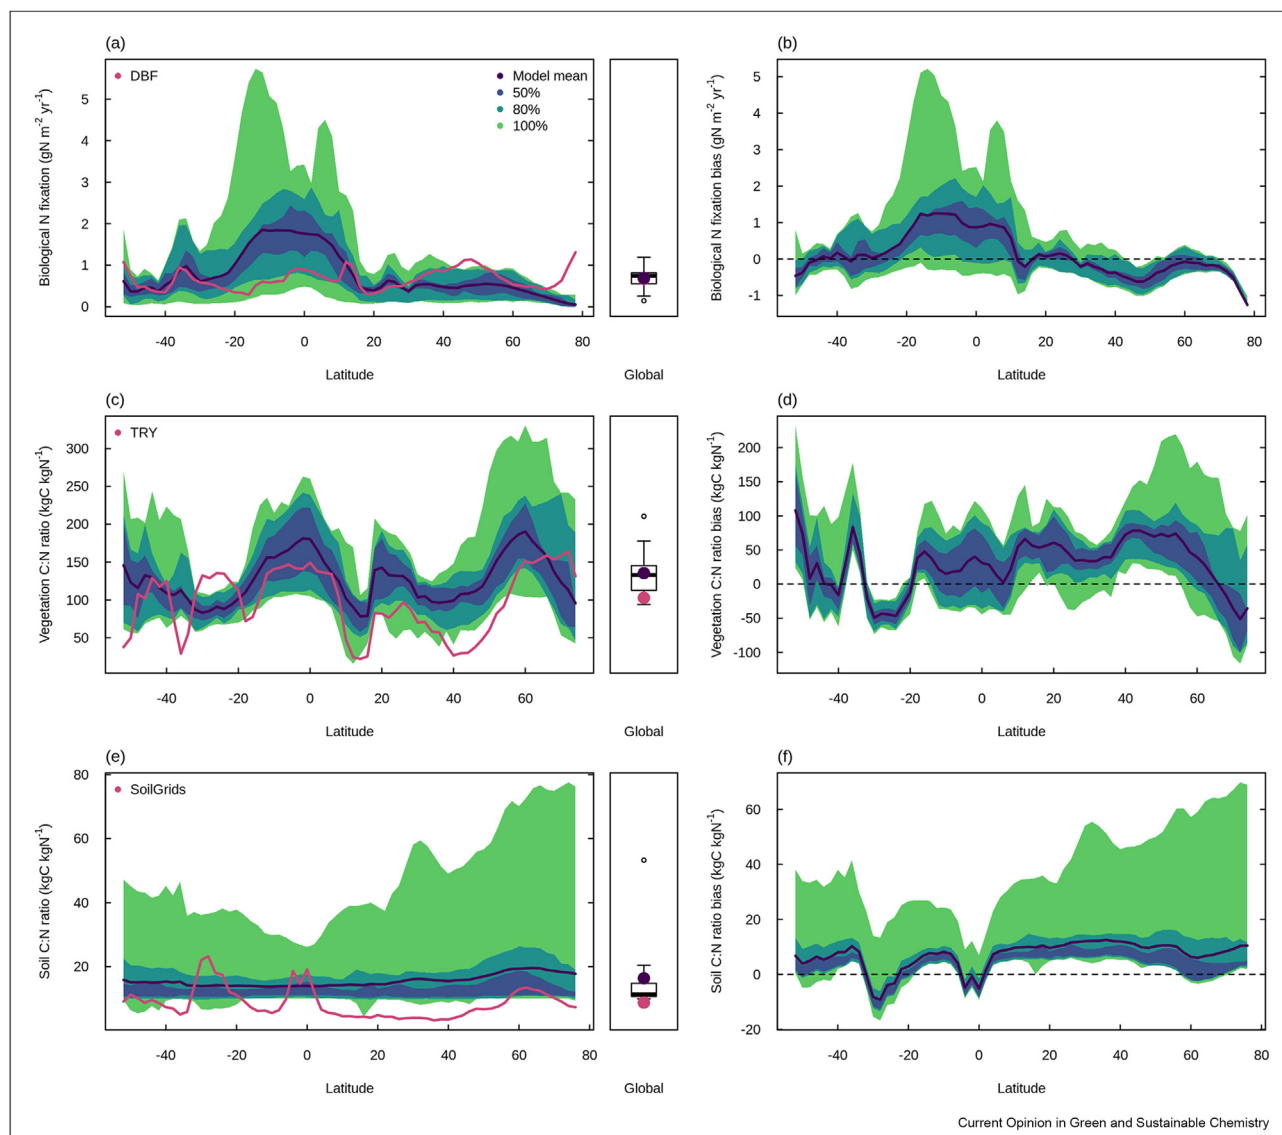 (a)
DBF
Model mean
50%
80%
100%
Biological N fixation (gN m-2 yr-1)
5
4
3
2
1
0
-40 -20 0 20 40 60 80
Latitude
Global
(b)
Biological N fixation bias (gN m-2 yr-1)
5
4
3
2
1
0
-1
-40 -20 0 20 40 60 80
Latitude
(c)
TRY
Vegetation C:N ratio (kgC kgN-1)
300
250
200
150
100
50
-40 -20 0 20 40 60
Latitude
Global
(d)
Vegetation C:N ratio bias (kgC kgN-1)
200
150
100
50
0
-50
-100
-40 -20 0 20 40 60
Latitude
(e)
SoilGrids
Soil C:N ratio (kgC kgN-1)
80
60
40
20
-40 -20 0 20 40 60 80
Latitude
Global
(f)
Soil C:N ratio bias (kgC kgN-1)
60
40
20
0
-20
-40 -20 0 20 40 60 80
Latitude
Current Opinion in Green and Sustainable Chemistry